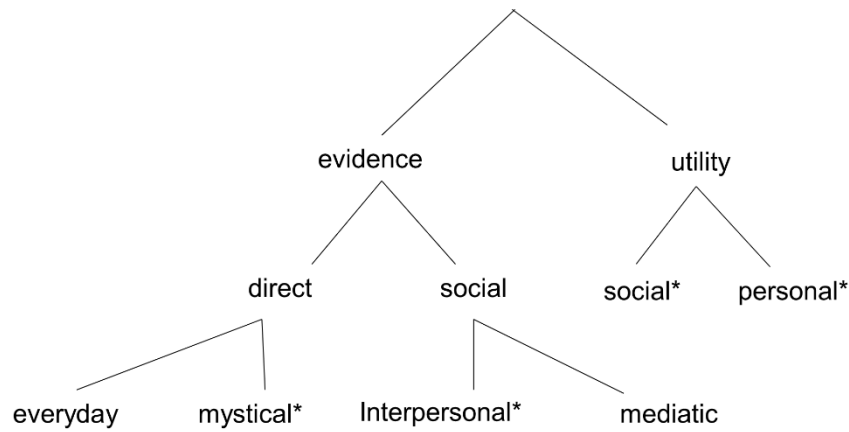 evidence utility
direct social social* personal*
everyday mystical* Interpersonal* mediatic